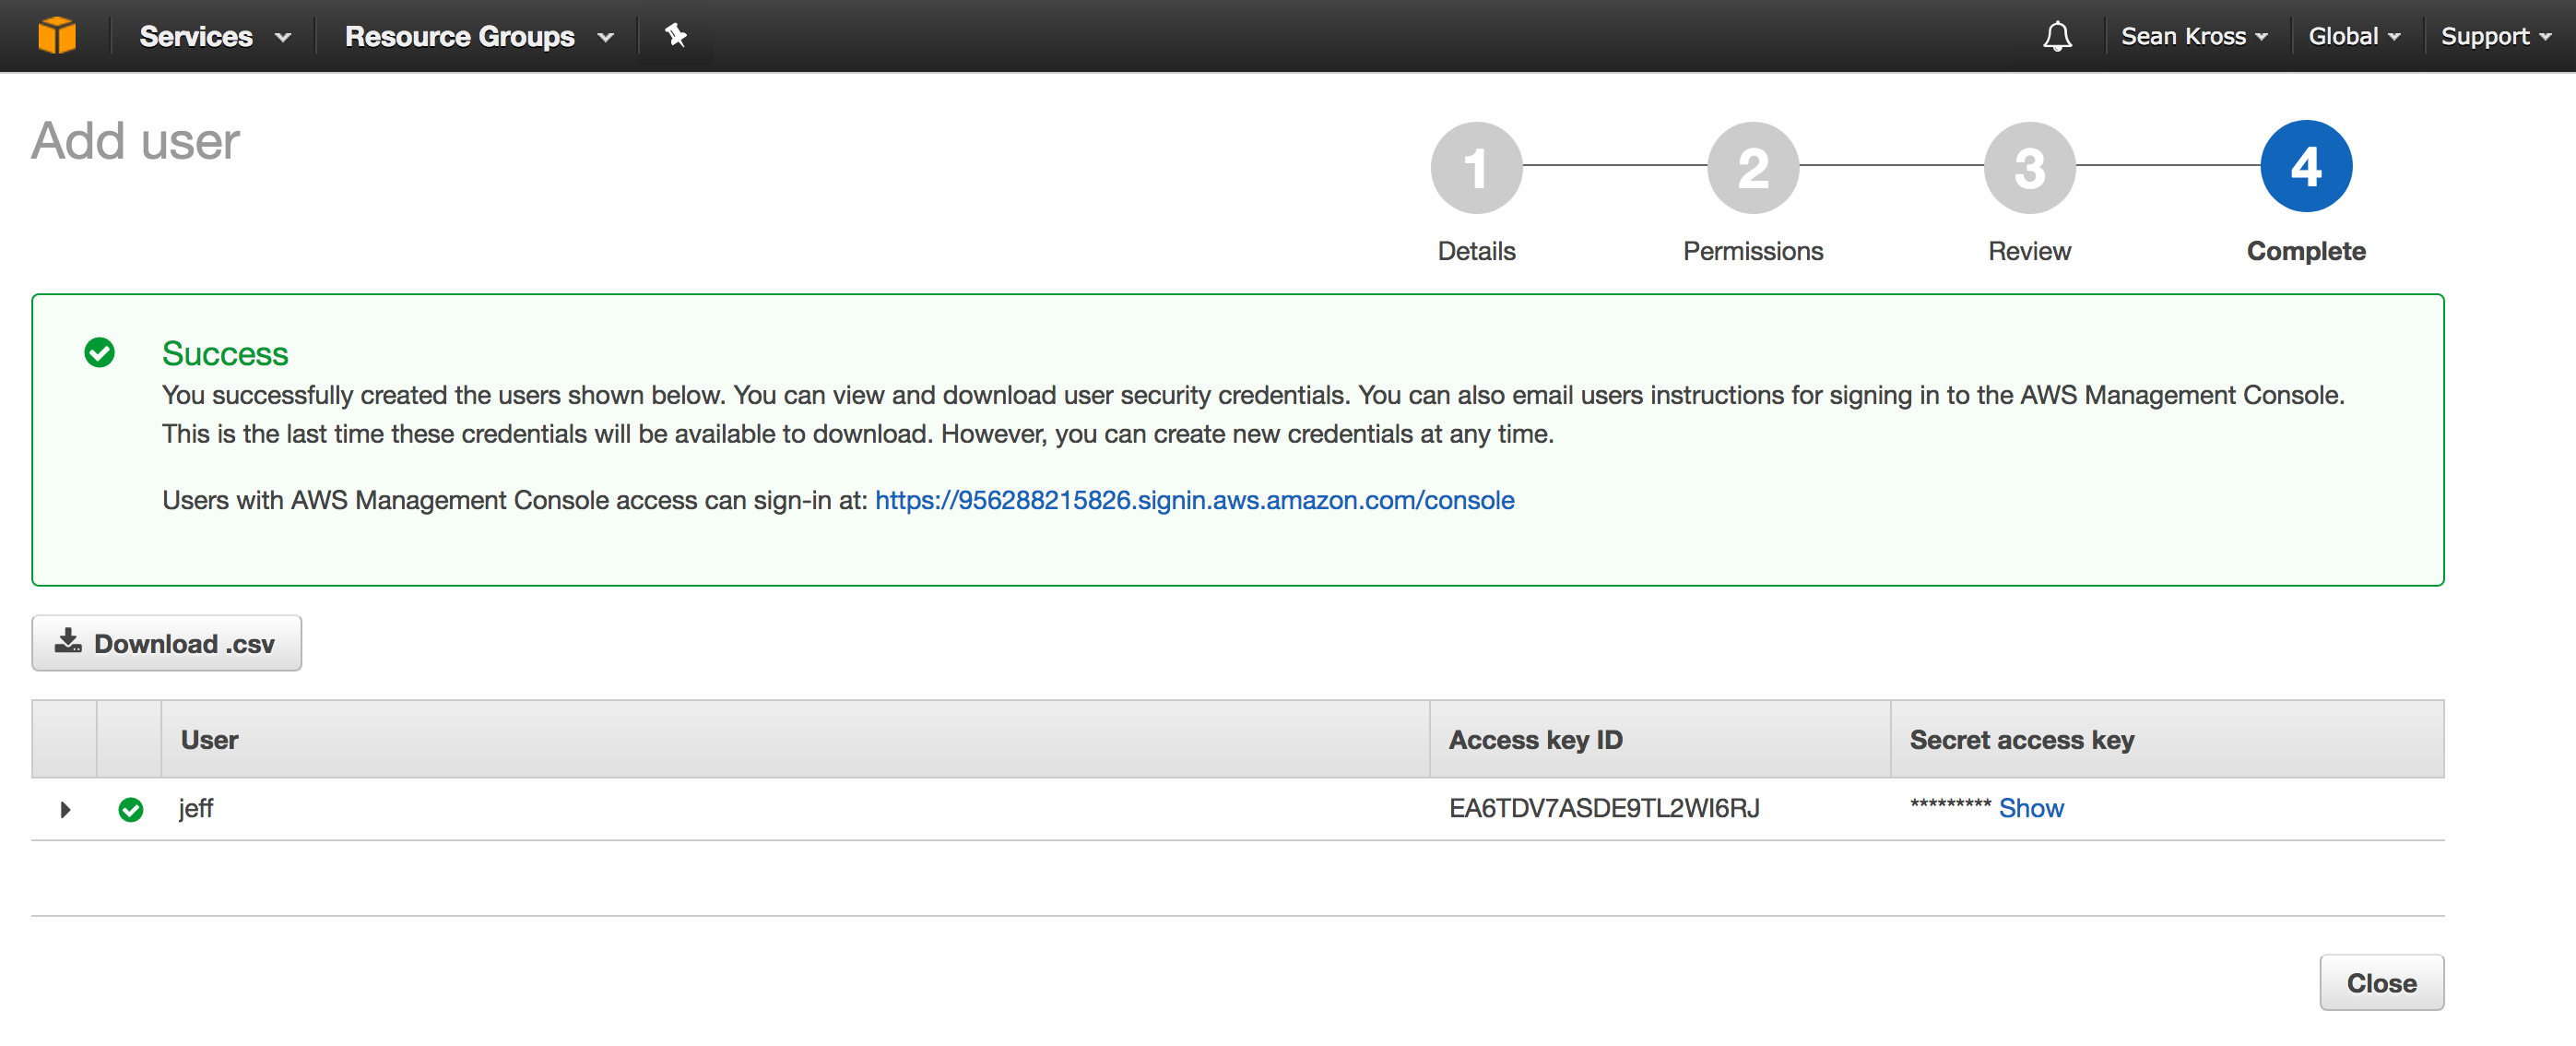 Services Resource Groups Sean Kross Global Support
Add user
1 2 3 4
Details Permissions Review Complete
Success
You successfully created the users shown below. You can view and download user security credentials. You can also email users instructions for signing in to the AWS Management Console.
This is the last time these credentials will be available to download. However, you can create new credentials at any time.
Users with AWS Management Console access can sign-in at: https://956288215826.signin.aws.amazon.com/console
Download .csv
User Access key ID Secret access key
jeff EA6TDV7ASDE9TL2WI6RJ ********* Show
Close